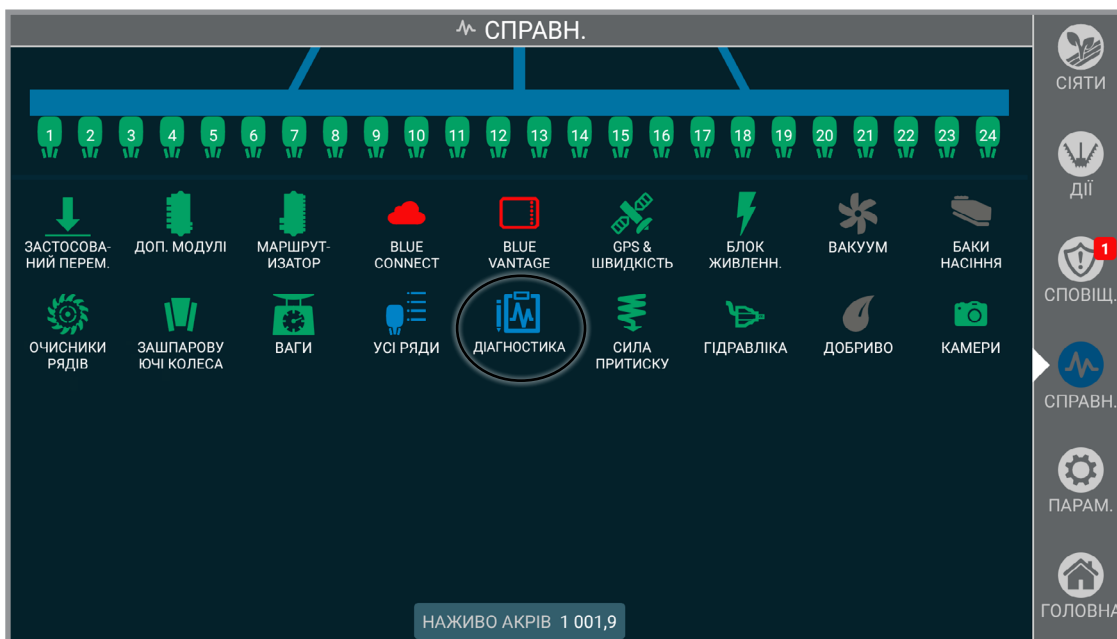 СПРАВН.
1 2 3 4 5 6 7 8 9 10 11 12 13 14 15 16 17 18 19 20 21 22 23 24
ЗАСТОСОВА-
НИЙ ПЕРЕМ.
ДОП. МОДУЛІ
МАРШРУТ-
ИЗАТОР
BLUE
CONNECT
BLUE
VANTAGE
GPS &
ШВИДКІСТЬ
БЛОК
ЖИВЛЕНН.
ВАКУУМ
БАКИ
НАСІННЯ
ОЧИСНИКИ
РЯДІВ
ЗАШПАРОВУ
ЮЧІ КОЛЕСА
ВАГИ
УСІ РЯДИ
ДІАГНОСТИКА
СИЛА
ПРИТИСКУ
ГІДРАВЛІКА
ДОБРИВО
КАМЕРИ
НАЖИВО АКРІВ 1 001,9
СІЯТИ
ДІЇ
1
СПОВІЩ.
СПРАВН.
ПАРАМ.
ГОЛОВНА